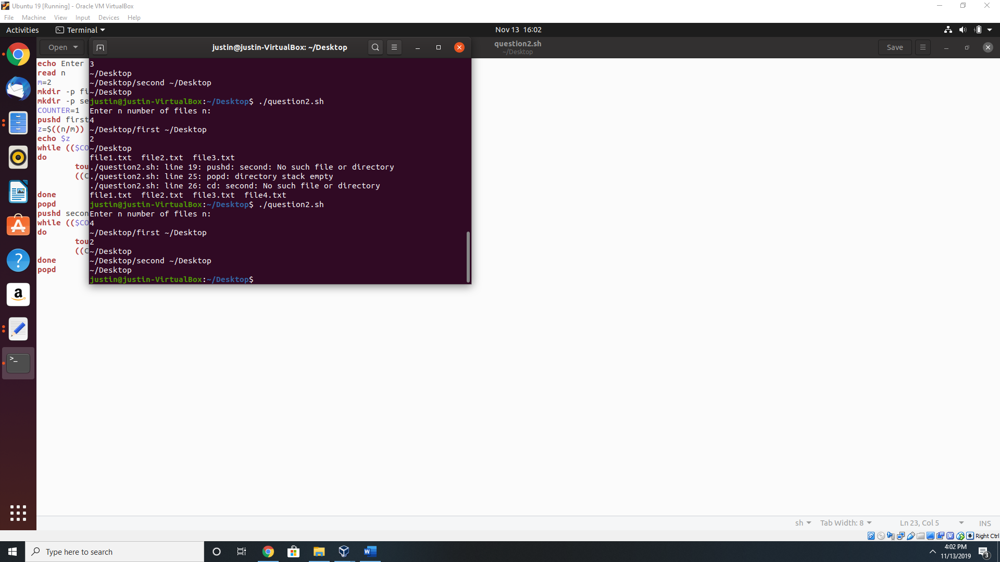 Ubuntu 19 [Running] - Oracle VM VirtualBox
File Machine View Input Devices Help
Activities Terminal Nov 13 16:02
Open justin@justin-VirtualBox: ~/Desktop question2.sh Save
~/Desktop
echo Enter
read n
m=2
mkdir -p fi
mkdir -p se
COUNTER=1
pushd first
z=$((n/m))
echo $z
while (($CO
do
tou
((C
done
popd
pushd secon
while (($CO
do
tou
((C
done
popd
3
~/Desktop
~/Desktop/second ~/Desktop
~/Desktop
justin@justin-VirtualBox:~/Desktop$ ./question2.sh
Enter n number of files n:
4
~/Desktop/first ~/Desktop
2
~/Desktop
file1.txt file2.txt file3.txt
./question2.sh: line 19: pushd: second: No such file or directory
./question2.sh: line 25: popd: directory stack empty
./question2.sh: line 26: cd: second: No such file or directory
file1.txt file2.txt file3.txt file4.txt
justin@justin-VirtualBox:~/Desktop$ ./question2.sh
Enter n number of files n:
4
~/Desktop/first ~/Desktop
2
~/Desktop
~/Desktop/second ~/Desktop
~/Desktop
justin@justin-VirtualBox:~/Desktop$
a
?
>_
sh Tab Width: 8 Ln 23, Col 5 INS
Right Ctrl
Type here to search
W
4:02 PM
11/13/2019
3